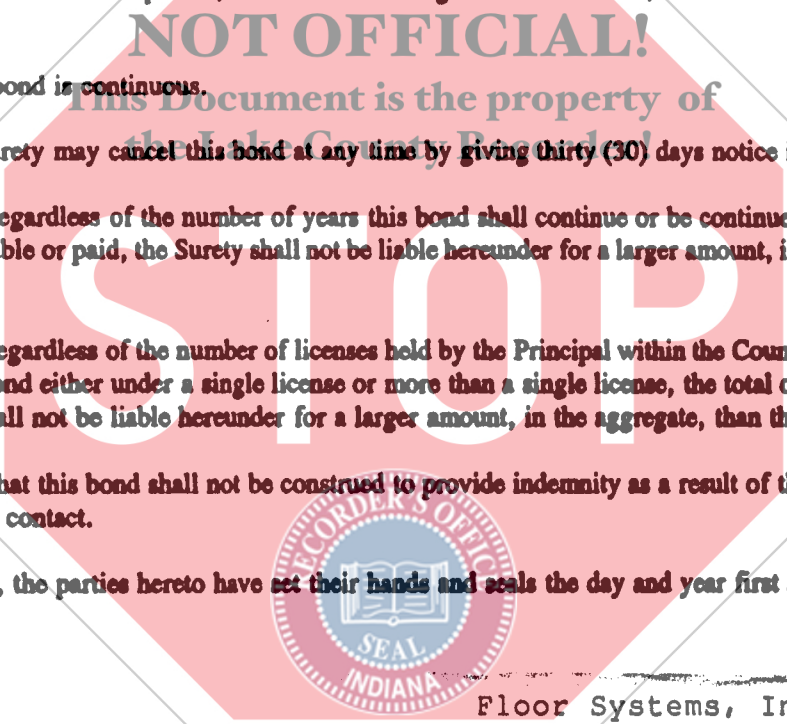 NOT OFFICIAL!
bond is continuous.
This Document is the property of
the Lake County Recorder!
rety may cancel this bond at any time by giving thirty (30) days notice i
egardless of the number of years this bond shall continue or be continue
ble or paid, the Surety shall not be liable hereunder for a larger amount, i
STOP
egardless of the number of licenses held by the Principal within the Coun
ond either under a single license or more than a single license, the total o
all not be liable hereunder for a larger amount, in the aggregate, than th
hat this bond shall not be construed to provide indemnity as a result of th
contact.
RECORDER'S OFFIC
, the parties hereto have set their hands and seals the day and year first
SEAL
INDIANA
Floor Systems, In